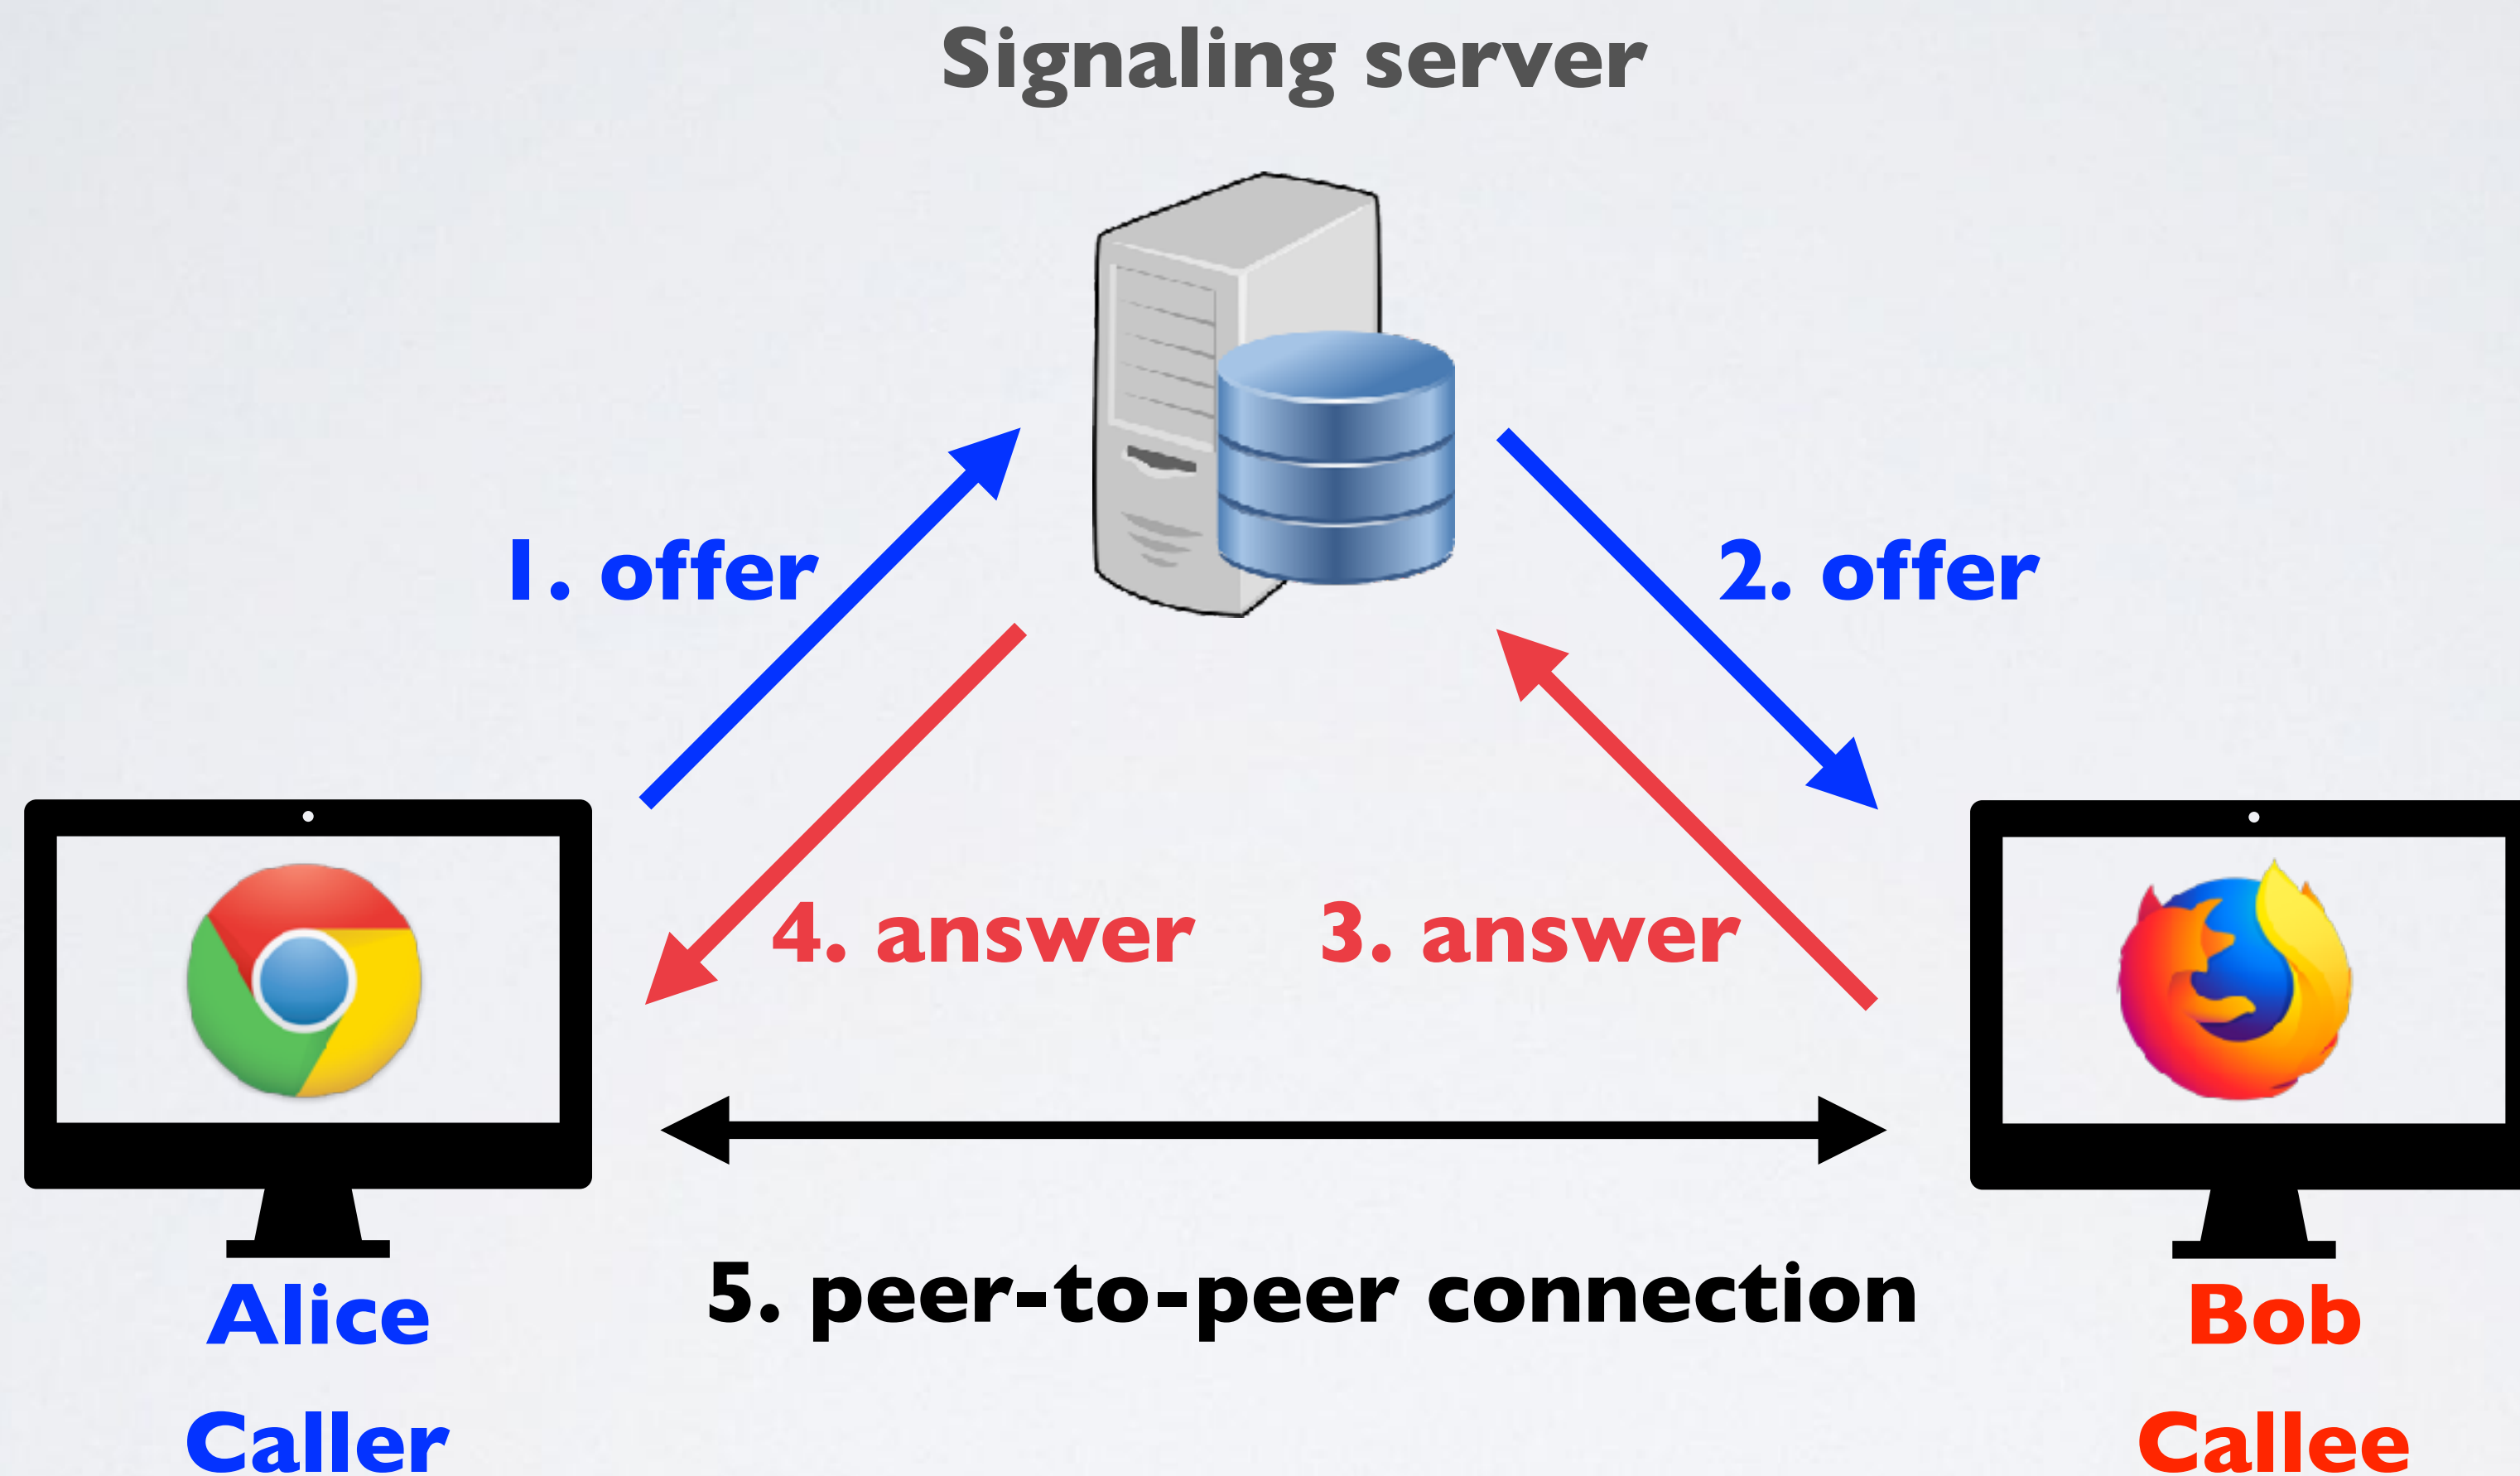 Signaling server
1. offer
2. offer
4. answer
3. answer
5. peer-to-peer connection
Alice
Caller
Bob
Callee